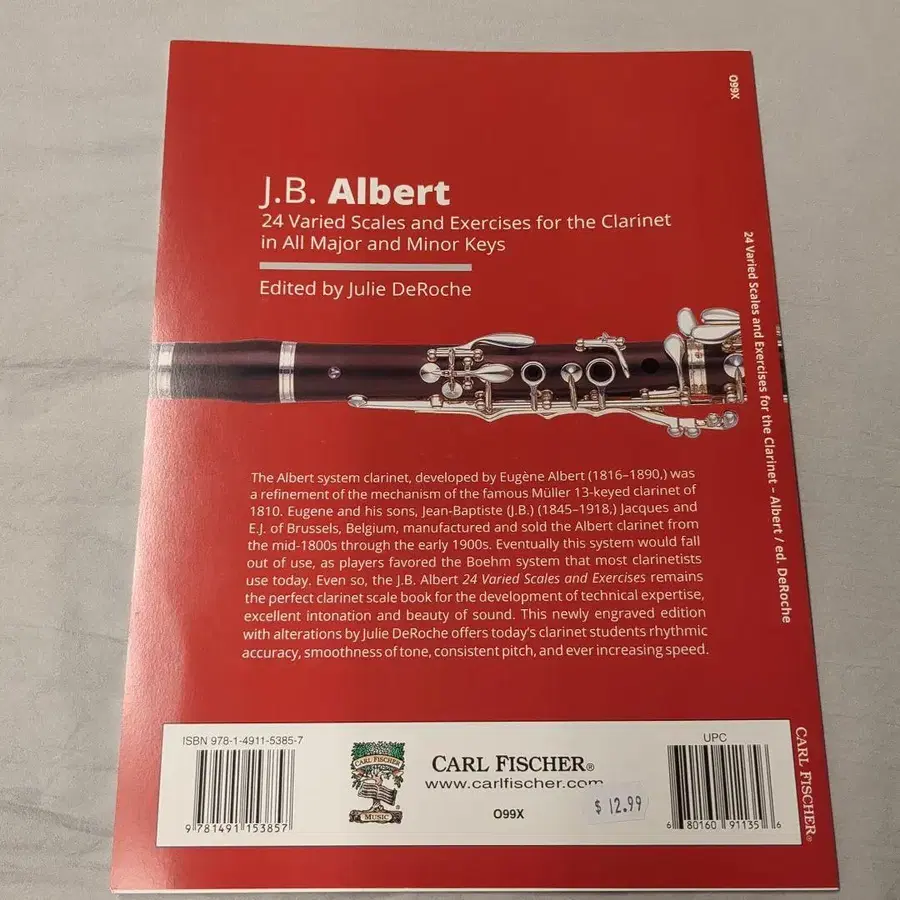 O99X
J.B. Albert
24 Varied Scales and Exercises for the Clarinet
in All Major and Minor Keys
Edited by Julie DeRoche
24 Varied Scales and Exercises for the Clarinet – Albert / ed. DeRoche
The Albert system clarinet, developed by Eugène Albert (1816–1890,) was
a refinement of the mechanism of the famous Müller 13-keyed clarinet of
1810. Eugene and his sons, Jean-Baptiste (J.B.) (1845–1918,) Jacques and
E.J. of Brussels, Belgium, manufactured and sold the Albert clarinet from
the mid-1800s through the early 1900s. Eventually this system would fall
out of use, as players favored the Boehm system that most clarinetists
use today. Even so, the J.B. Albert 24 Varied Scales and Exercises remains
the perfect clarinet scale book for the development of technical expertise,
excellent intonation and beauty of sound. This newly engraved edition
with alterations by Julie DeRoche offers today's clarinet students rhythmic
accuracy, smoothness of tone, consistent pitch, and ever increasing speed.
ISBN 978-1-4911-5385-7
9 781491 153857
CARL FISCHER
MUSIC
CARL FISCHER®
www.carlfischer.com
O99X
$ 12.99
UPC
6 80160 91135 6
CARL FISCHER®